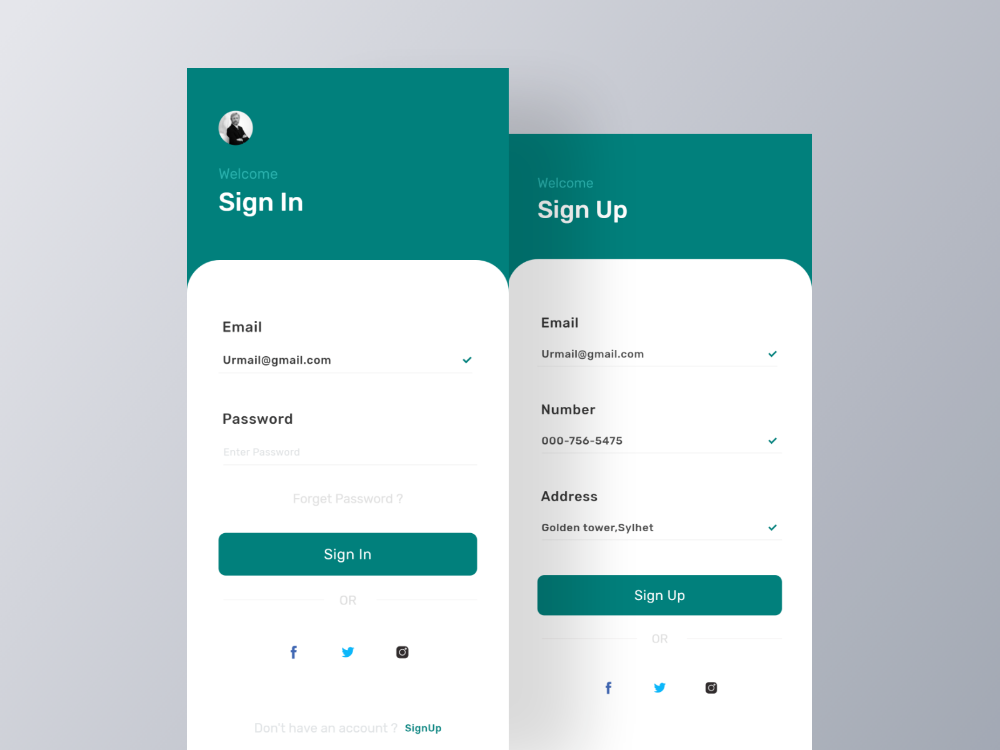 Welcome
Sign In
Email
Urmail@gmail.com
Password
Enter Password
Forget Password ?
Sign In
OR
Don't have an account ? SignUp
Welcome
Sign Up
Email
Urmail@gmail.com
Number
000-756-5475
Address
Golden tower,Sylhet
Sign Up
OR